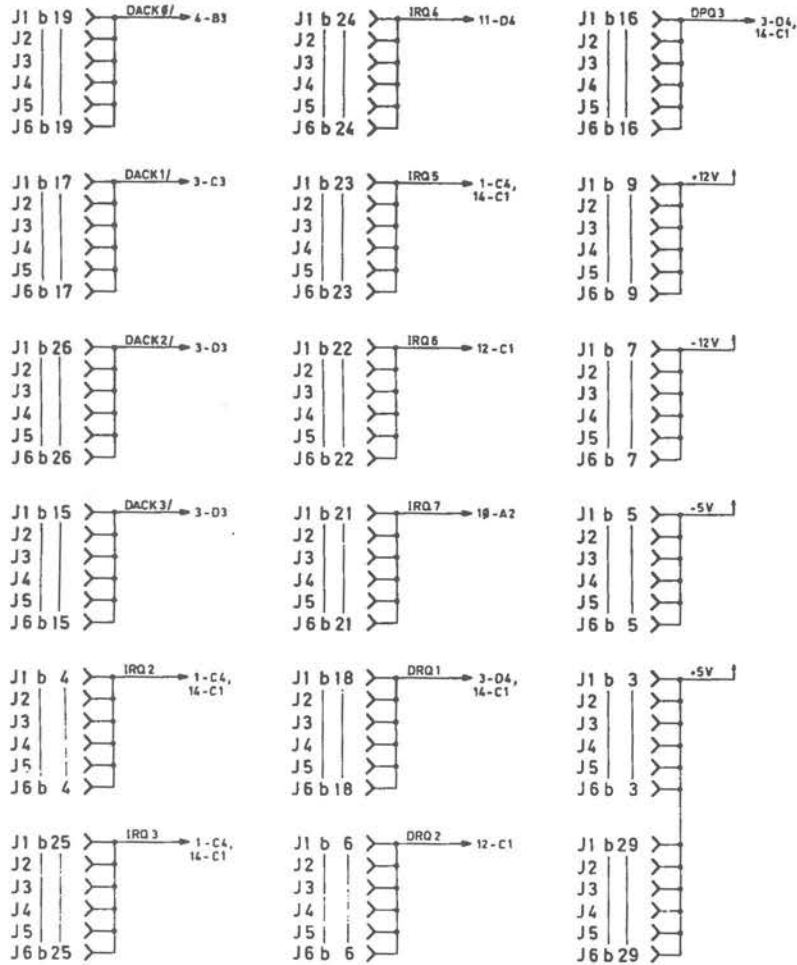 J1 b 19 DACK0/ 4-B3
J2
J3
J4
J5
J6 b 19
J1 b 17 DACK1/ 3-C3
J2
J3
J4
J5
J6 b 17
J1 b 26 DACK2/ 3-D3
J2
J3
J4
J5
J6 b 26
J1 b 15 DACK3/ 3-D3
J2
J3
J4
J5
J6 b 15
J1 b 4 IRQ2 1-C4,
14-C1
J2
J3
J4
J5
J6 b 4
J1 b 25 IRQ3 1-C4,
14-C1
J2
J3
J4
J5
J6 b 25
J1 b 24 IRQ4 11-D4
J2
J3
J4
J5
J6 b 24
J1 b 23 IRQ5 1-C4,
14-C1
J2
J3
J4
J5
J6 b 23
J1 b 22 IRQ6 12-C1
J2
J3
J4
J5
J6 b 22
J1 b 21 IRQ7 10-A2
J2
J3
J4
J5
J6 b 21
J1 b 18 DRQ1 3-D4,
14-C1
J2
J3
J4
J5
J6 b 18
J1 b 6 DRQ2 12-C1
J2
J3
J4
J5
J6 b 6
J1 b 16 DPQ3 3-D4,
14-C1
J2
J3
J4
J5
J6 b 16
J1 b 9 +12V
J2
J3
J4
J5
J6 b 9
J1 b 7 -12V
J2
J3
J4
J5
J6 b 7
J1 b 5 -5V
J2
J3
J4
J5
J6 b 5
J1 b 3 +5V
J2
J3
J4
J5
J6 b 3
J1 b 29
J2
J3
J4
J5
J6 b 29